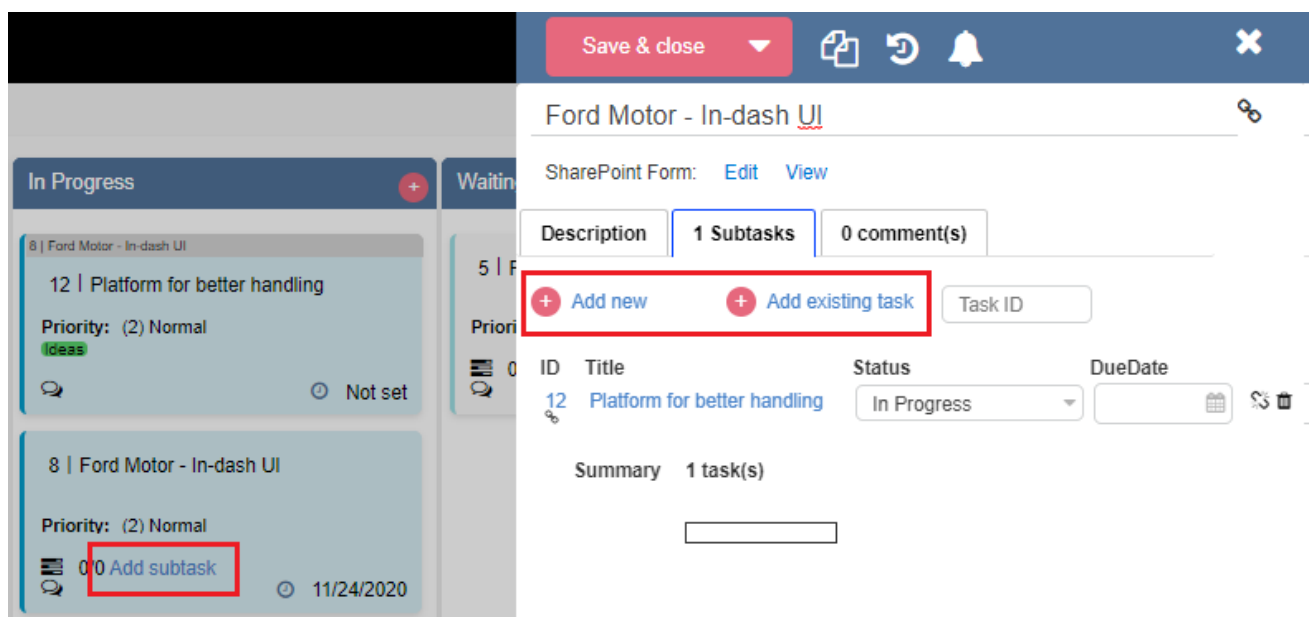 Save & close
Ford Motor - In-dash UI
SharePoint Form: Edit View
Description 1 Subtasks 0 comment(s)
Add new Add existing task Task ID
ID Title Status DueDate
12 Platform for better handling In Progress
Summary 1 task(s)
In Progress
8 | Ford Motor - In-dash UI
12 | Platform for better handling
Priority: (2) Normal
Ideas
Not set
8 | Ford Motor - In-dash UI
Priority: (2) Normal
0/0 Add subtask
11/24/2020
Waitin
5 | F
Priori
0